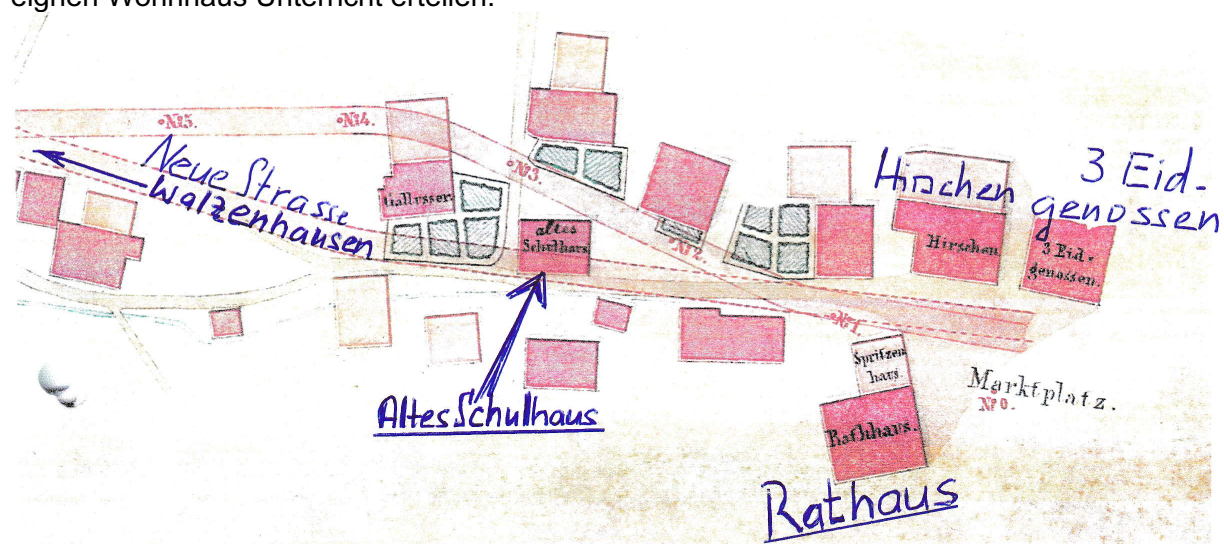 eignen Wohnhaus Unterricht erteilen.
№5.
№4.
№3.
Neue Strasse
Walzenhausen
Gallusser
altes
Schulhaus
№2.
Hirschen
3 Eid-
genossen
Hirschen
3 Eid-
genossen.
№1.
Spritzen
haus.
Marktplatz.
№0.
Rathhaus.
Altes Schulhaus
Rathaus